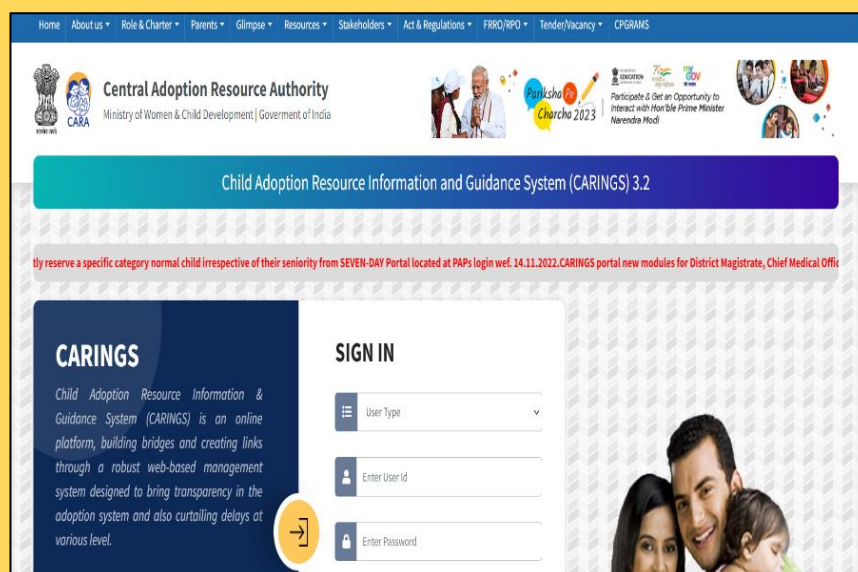 Home About us Role & Charter Parents Glimpse Resources Stakeholders Act & Regulations FRRO/RPO Tender/Vacancy CPGRAMS
Central Adoption Resource Authority
Ministry of Women & Child Development| Goverment of India
CARA
Pariksha Pe
Charcha 2023
EDUCATION
my
GOV
Participate & Get an Opportunity to
Interact with Hon'ble Prime Minister
Narendra Modi
Child Adoption Resource Information and Guidance System (CARINGS) 3.2
tly reserve a specific category normal child irrespective of their seniority from SEVEN-DAY Portal located at PAPs login wef. 14.11.2022.CARINGS portal new modules for District Magistrate, Chief Medical Offic
CARINGS
Child Adoption Resource Information &
Guidance System (CARINGS) is an online
platform, building bridges and creating links
through a robust web-based management
system designed to bring transparency in the
adoption system and also curtailing delays at
various level.
SIGN IN
User Type
Enter User Id
Enter Password